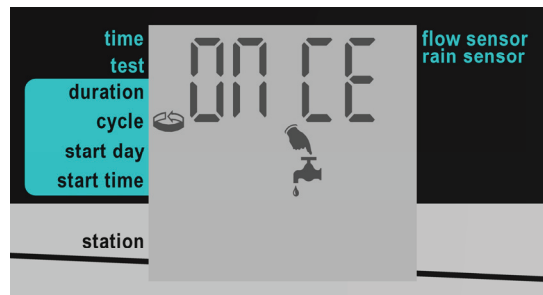 time
test
duration
cycle
start day
start time
station
ONCE
flow sensor
rain sensor